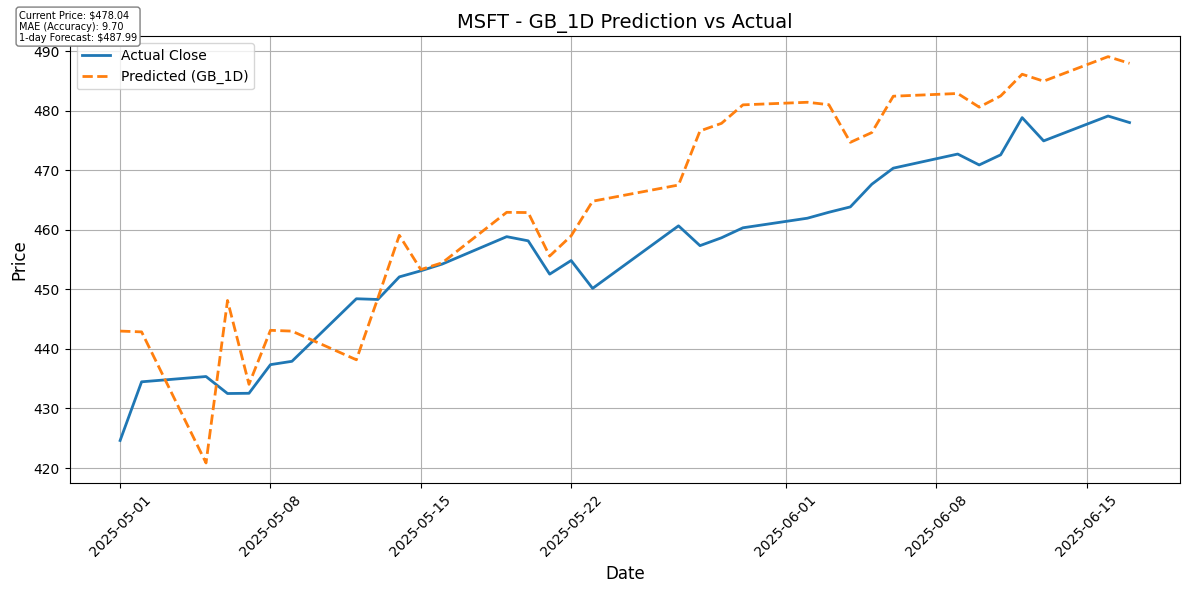 MSFT - GB_1D Prediction vs Actual
Current Price: $478.04
MAE (Accuracy): 9.70
1-day Forecast: $487.99
Actual Close
Predicted (GB_1D)
Price
490
480
470
460
450
440
430
420
2025-05-01
2025-05-08
2025-05-15
2025-05-22
2025-06-01
2025-06-08
2025-06-15
Date